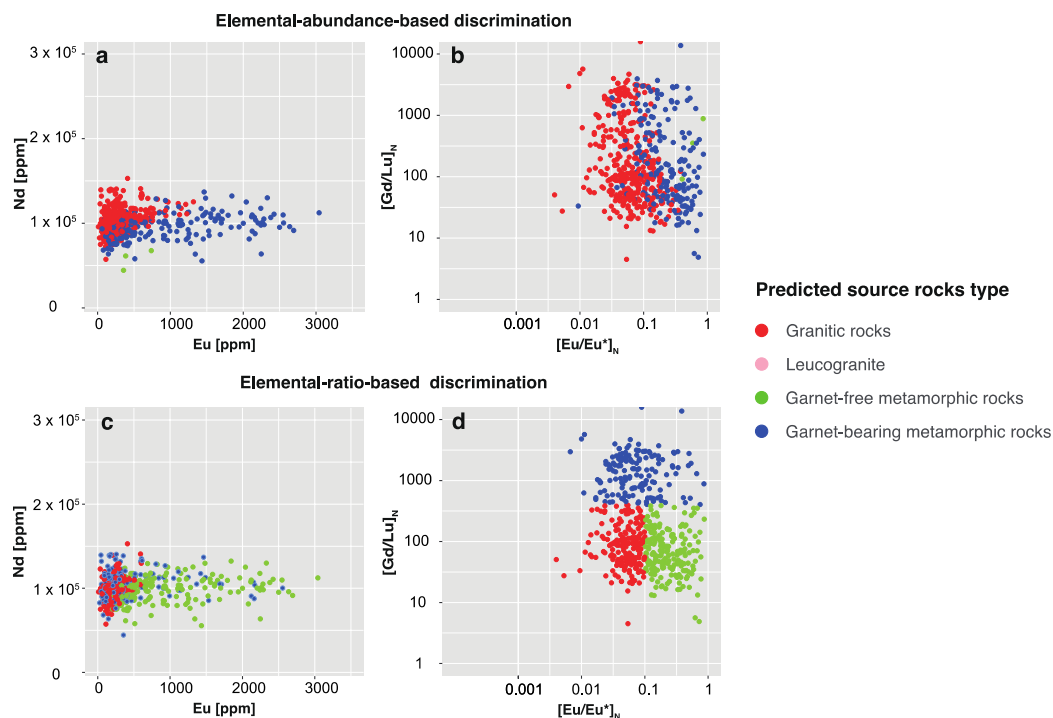 Elemental-abundance-based discrimination
a
b
3 x 10⁵
2 x 10⁵
1 x 10⁵
0
Nd [ppm]
0
1000
2000
3000
Eu [ppm]
10000
1000
100
10
1
[Gd/Lu]N
0.001
0.01
0.1
1
[Eu/Eu*]N
Predicted source rocks type
Granitic rocks
Leucogranite
Garnet-free metamorphic rocks
Garnet-bearing metamorphic rocks
Elemental-ratio-based discrimination
c
d
3 x 10⁵
2 x 10⁵
1 x 10⁵
0
Nd [ppm]
0
1000
2000
3000
Eu [ppm]
10000
1000
100
10
1
[Gd/Lu]N
0.001
0.01
0.1
1
[Eu/Eu*]N